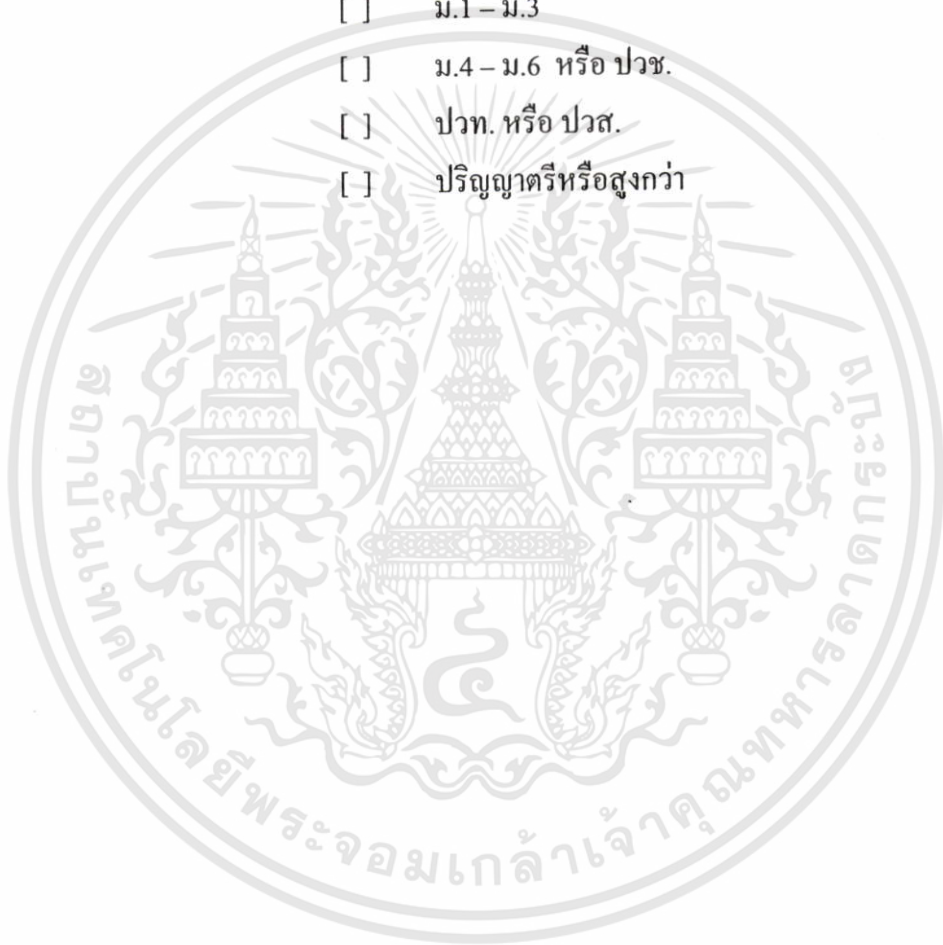 [ ] ม.1 – ม.3
[ ] ม.4 – ม.6 หรือ ปวช.
[ ] ปวท. หรือ ปวส.
[ ] ปริญญาตรีหรือสูงกว่า
สถาบันเทคโนโลยีพระจอมเกล้าเจ้าคุณทหารลาดกระบัง